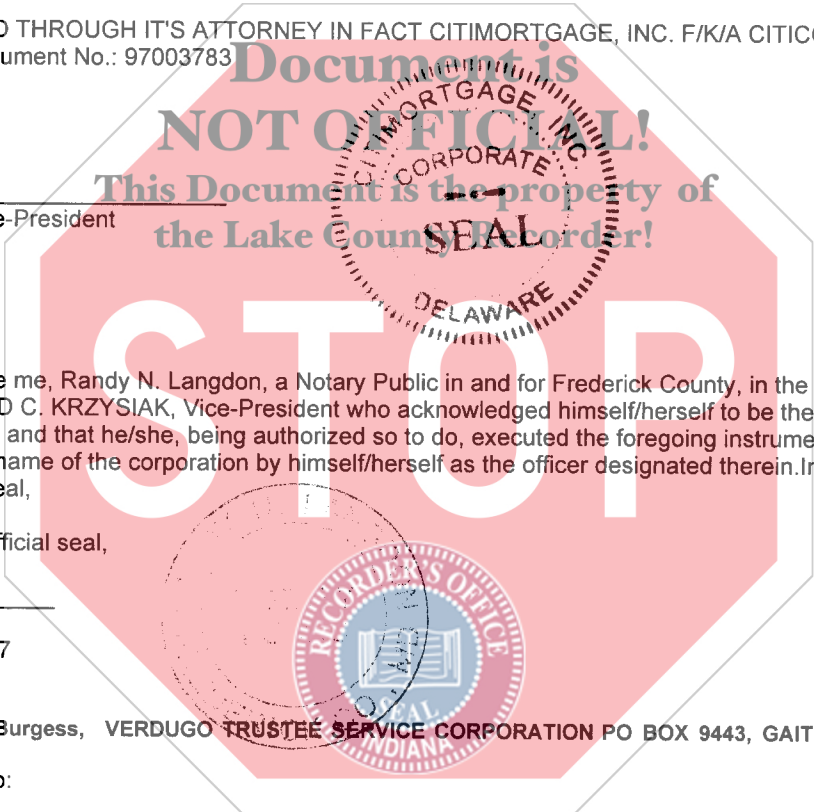 D THROUGH IT'S ATTORNEY IN FACT CITIMORTGAGE, INC. F/K/A CITICO
ument No.: 97003783
Document is
NOT OFFICIAL!
This Document is the property of
the Lake County Recorder!
CITIMORTGAGE, INC.
CORPORATE
SEAL
DELAWARE
e-President
STOP
e me, Randy N. Langdon, a Notary Public in and for Frederick County, in the
D C. KRZYSIAK, Vice-President who acknowledged himself/herself to be the
and that he/she, being authorized so to do, executed the foregoing instrume
name of the corporation by himself/herself as the officer designated therein.In
eal,
ficial seal,
RECORDER'S OFFICE
SEAL
INDIANA
7
Burgess, VERDUGO TRUSTEE SERVICE CORPORATION PO BOX 9443, GAIT
o: